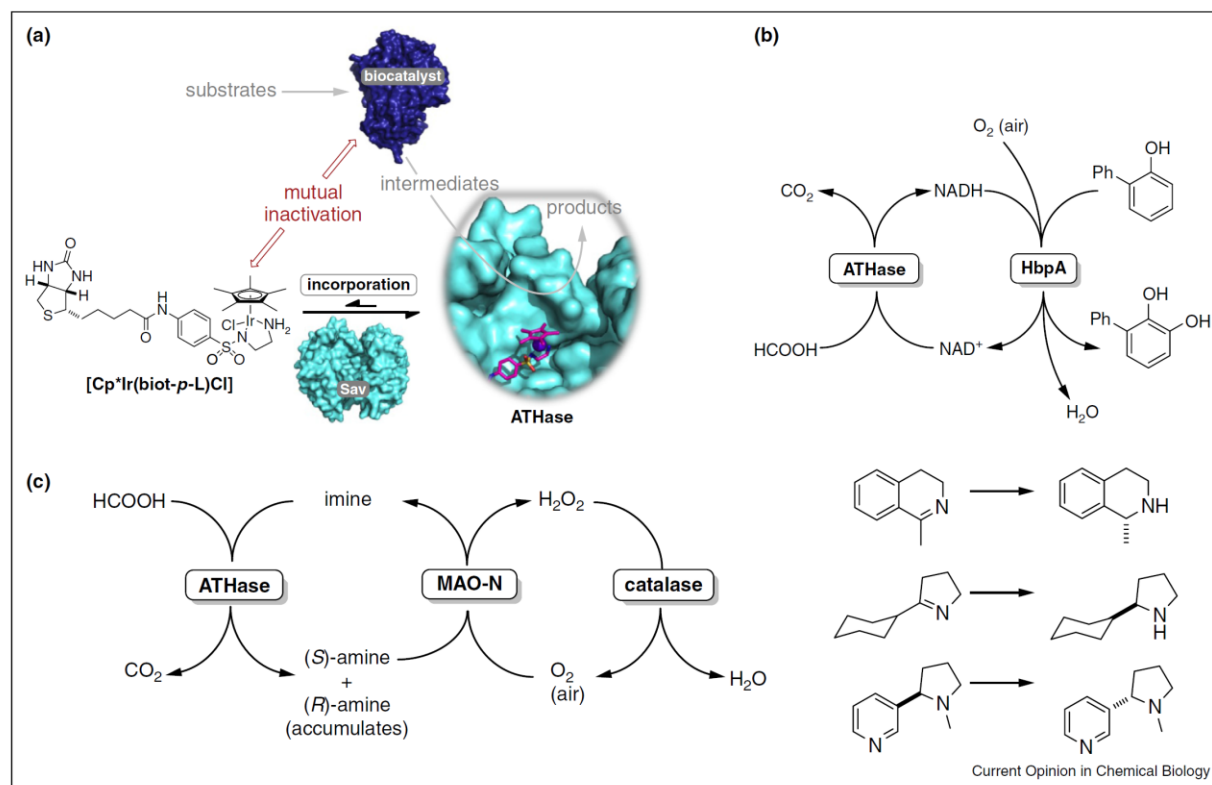 (a)
biocatalyst
substrates
mutual
inactivation
intermediates
products
O
HN
NH
H
H
S
H
N
O
Cl
Ir
NH2
N
S
O
O
[Cp*Ir(biot-p-L)Cl]
incorporation
Sav
ATHase
(b)
O2 (air)
OH
Ph
CO2
NADH
ATHase
HbpA
HCOOH
NAD+
OH
Ph
OH
H2O
(c)
HCOOH
imine
H2O2
ATHase
MAO-N
catalase
CO2
(S)-amine
+
(R)-amine
(accumulates)
O2
(air)
H2O
N
NH
N
N
H
N
N
N
N
Current Opinion in Chemical Biology